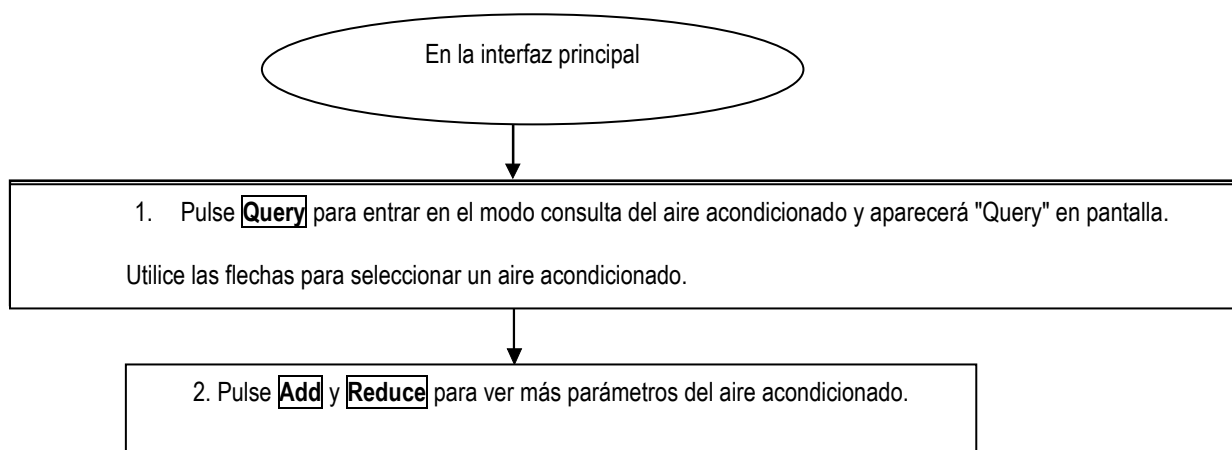 En la interfaz principal
1. Pulse Query para entrar en el modo consulta del aire acondicionado y aparecerá "Query" en pantalla.
Utilice las flechas para seleccionar un aire acondicionado.
2. Pulse Add y Reduce para ver más parámetros del aire acondicionado.